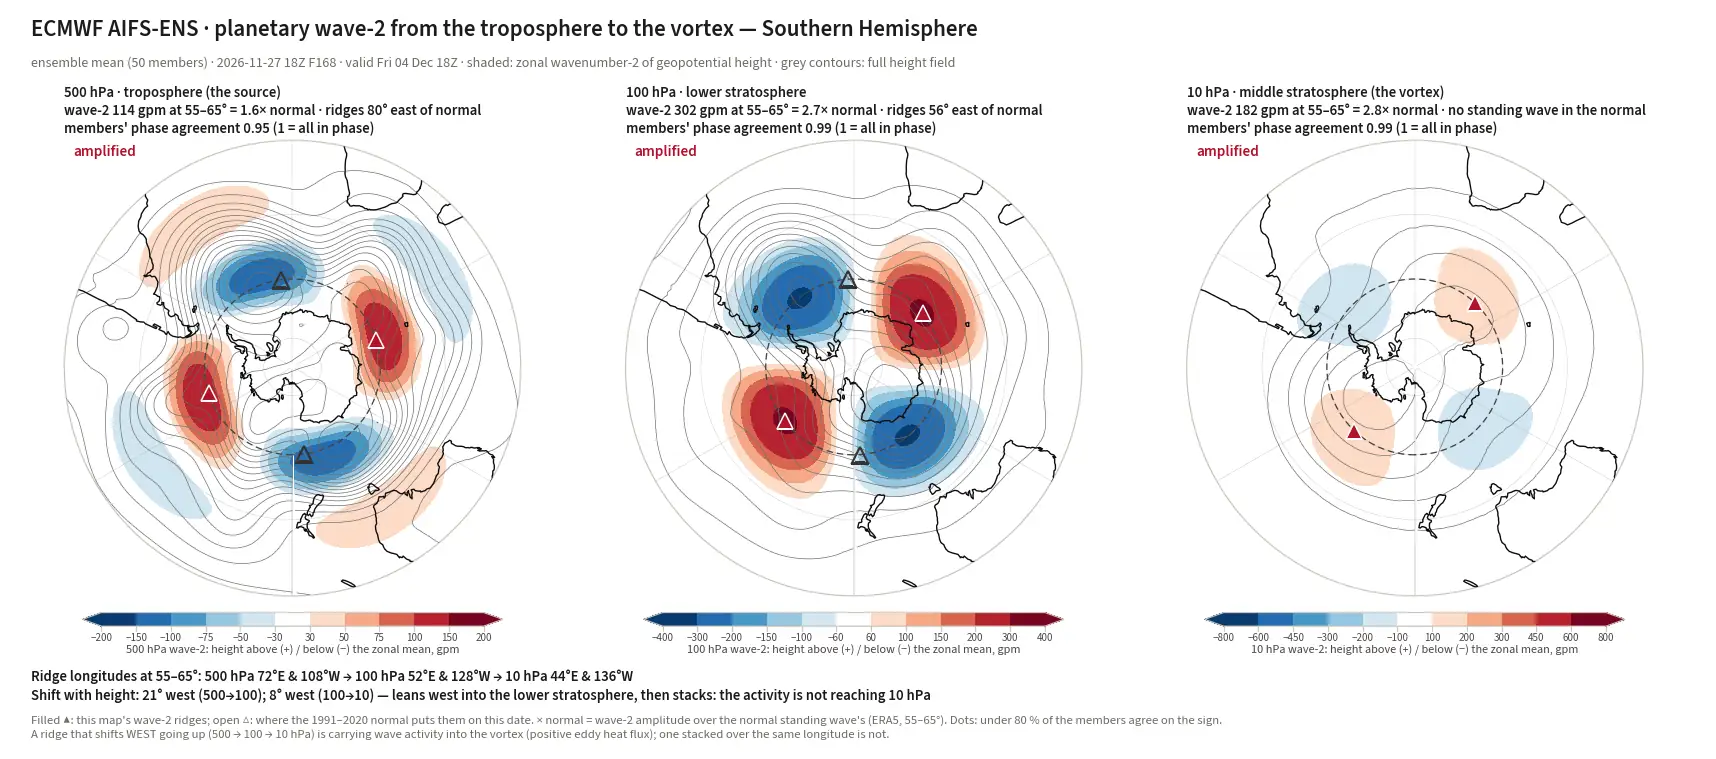 ECMWF AIFS-ENS · planetary wave-2 from the troposphere to the vortex — Southern Hemisphere
ensemble mean (50 members) · 2026-11-27 18Z F168 · valid Fri 04 Dec 18Z · shaded: zonal wavenumber-2 of geopotential height · grey contours: full height field
500 hPa · troposphere (the source)
wave-2 114 gpm at 55–65° = 1.6× normal · ridges 80° east of normal
members' phase agreement 0.95 (1 = all in phase)
amplified
100 hPa · lower stratosphere
wave-2 302 gpm at 55–65° = 2.7× normal · ridges 56° east of normal
members' phase agreement 0.99 (1 = all in phase)
amplified
10 hPa · middle stratosphere (the vortex)
wave-2 182 gpm at 55–65° = 2.8× normal · no standing wave in the normal
members' phase agreement 0.99 (1 = all in phase)
amplified
−200 −150 −100 −75 −50 −30 30 50 75 100 150 200
500 hPa wave-2: height above (+) / below (−) the zonal mean, gpm
−400 −300 −200 −150 −100 −60 60 100 150 200 300 400
100 hPa wave-2: height above (+) / below (−) the zonal mean, gpm
−800 −600 −450 −300 −200 −100 100 200 300 450 600 800
10 hPa wave-2: height above (+) / below (−) the zonal mean, gpm
Ridge longitudes at 55–65°: 500 hPa 72°E & 108°W → 100 hPa 52°E & 128°W → 10 hPa 44°E & 136°W
Shift with height: 21° west (500→100); 8° west (100→10) — leans west into the lower stratosphere, then stacks: the activity is not reaching 10 hPa
Filled ▲: this map's wave-2 ridges; open △: where the 1991–2020 normal puts them on this date. × normal = wave-2 amplitude over the normal standing wave's (ERA5, 55–65°). Dots: under 80 % of the members agree on the sign.
A ridge that shifts WEST going up (500 → 100 → 10 hPa) is carrying wave activity into the vortex (positive eddy heat flux); one stacked over the same longitude is not.